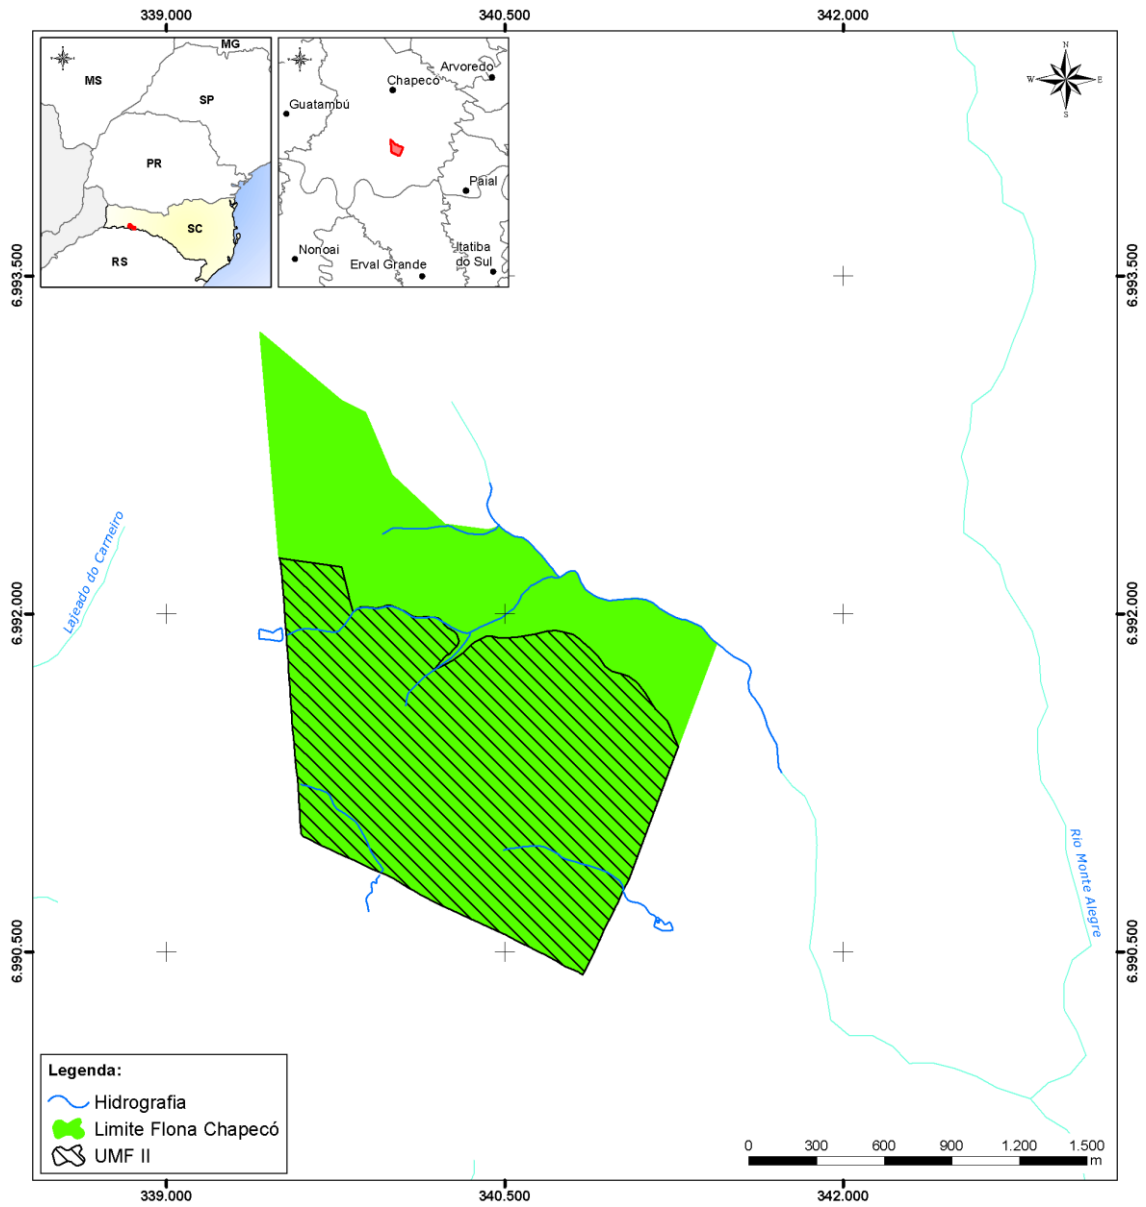 339.000 340.500 342.000
MG
MS
SP
PR
SC
RS
Arvoredo
Chapecó
Guatambú
Paial
Nonoai
Erval Grande
Itatiba
do Sul
N
W E
S
6.993.500 6.993.500
Lajeado do Carneiro
6.992.000 6.992.000
Rio Monte Alegre
6.990.500 6.990.500
Legenda:
Hidrografia
Limite Flona Chapecó
UMF II
0 300 600 900 1.200 1.500
m
339.000 340.500 342.000